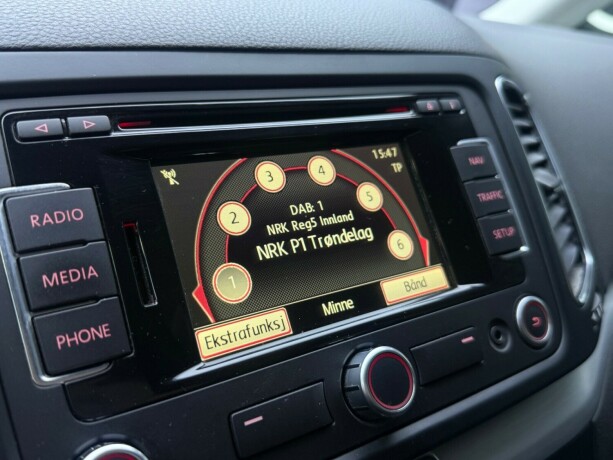 RADIO
MEDIA
PHONE
15:47
TP
1
2
3
4
5
6
DAB: 1
NRK Reg5 Innland
NRK P1 Trøndelag
Ekstrafunksj
Minne
Bånd
NAV
TRAFFIC
SETUP